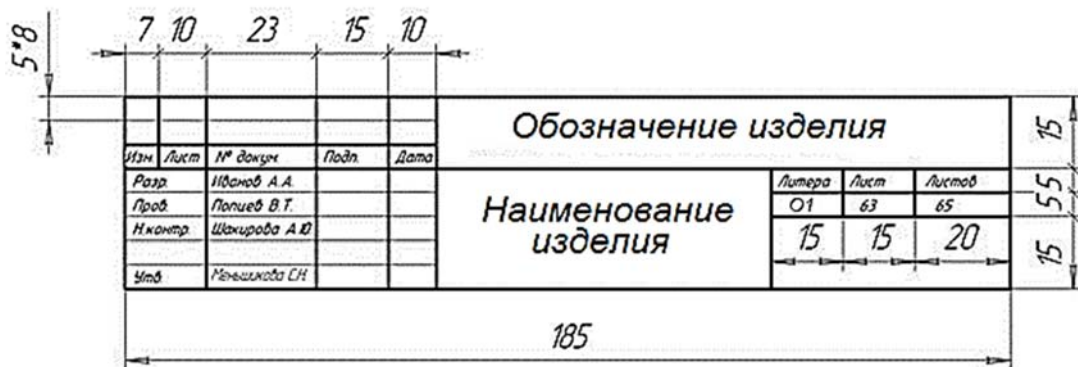 7 10 23 15 10
5*8
Обозначение изделия
15
Изм. Лист № докум. Подп. Дата
Разр. Иванов А.А.
Литера Лист Листов
5
Пров. Попцев В.Т.
Наименование
изделия
О1 63 65
5
Н.контр. Шакирова А.Ю.
15 15 20
15
Утв. Меньшикова С.Н.
185